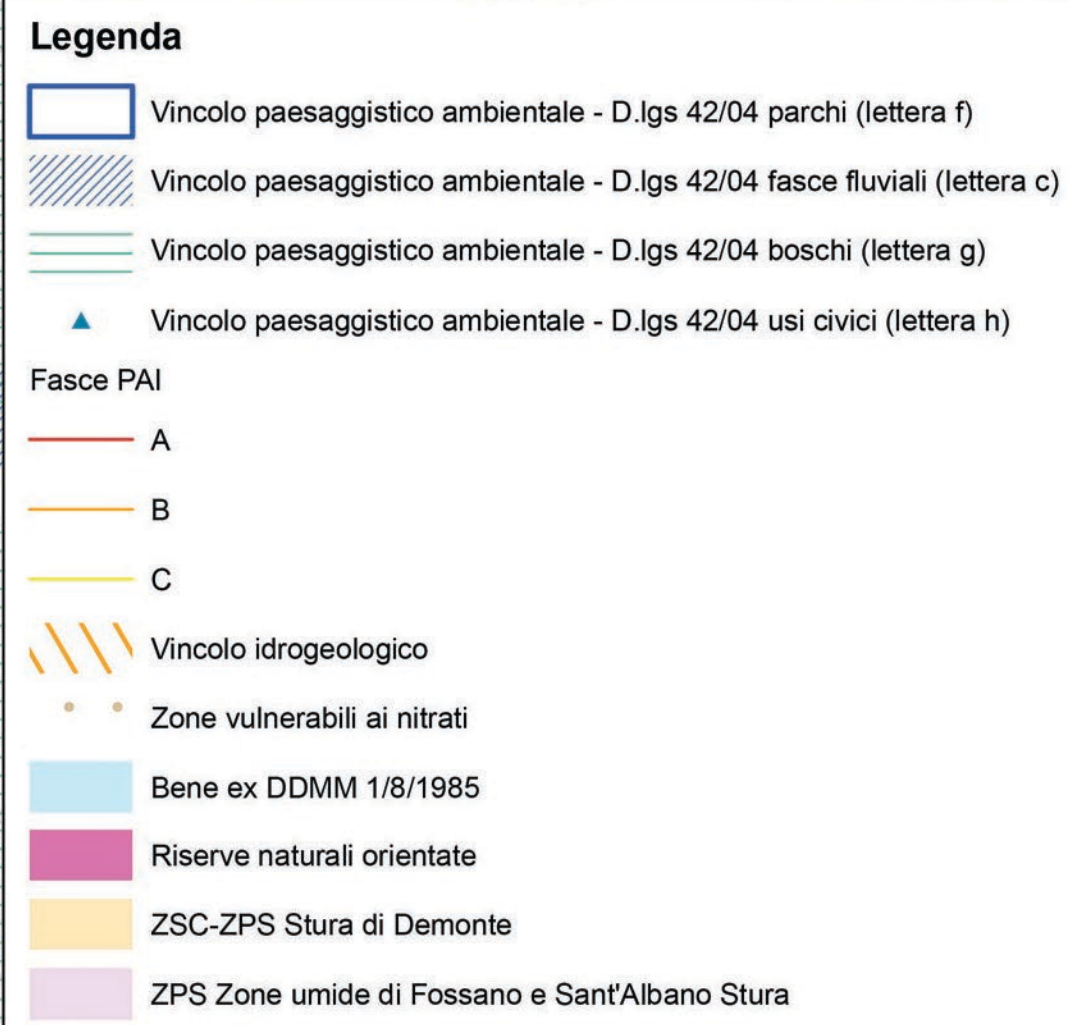 Legenda
Vincolo paesaggistico ambientale - D.lgs 42/04 parchi (lettera f)
Vincolo paesaggistico ambientale - D.lgs 42/04 fasce fluviali (lettera c)
Vincolo paesaggistico ambientale - D.lgs 42/04 boschi (lettera g)
Vincolo paesaggistico ambientale - D.lgs 42/04 usi civici (lettera h)
Fasce PAI
A
B
C
Vincolo idrogeologico
Zone vulnerabili ai nitrati
Bene ex DDMM 1/8/1985
Riserve naturali orientate
ZSC-ZPS Stura di Demonte
ZPS Zone umide di Fossano e Sant'Albano Stura